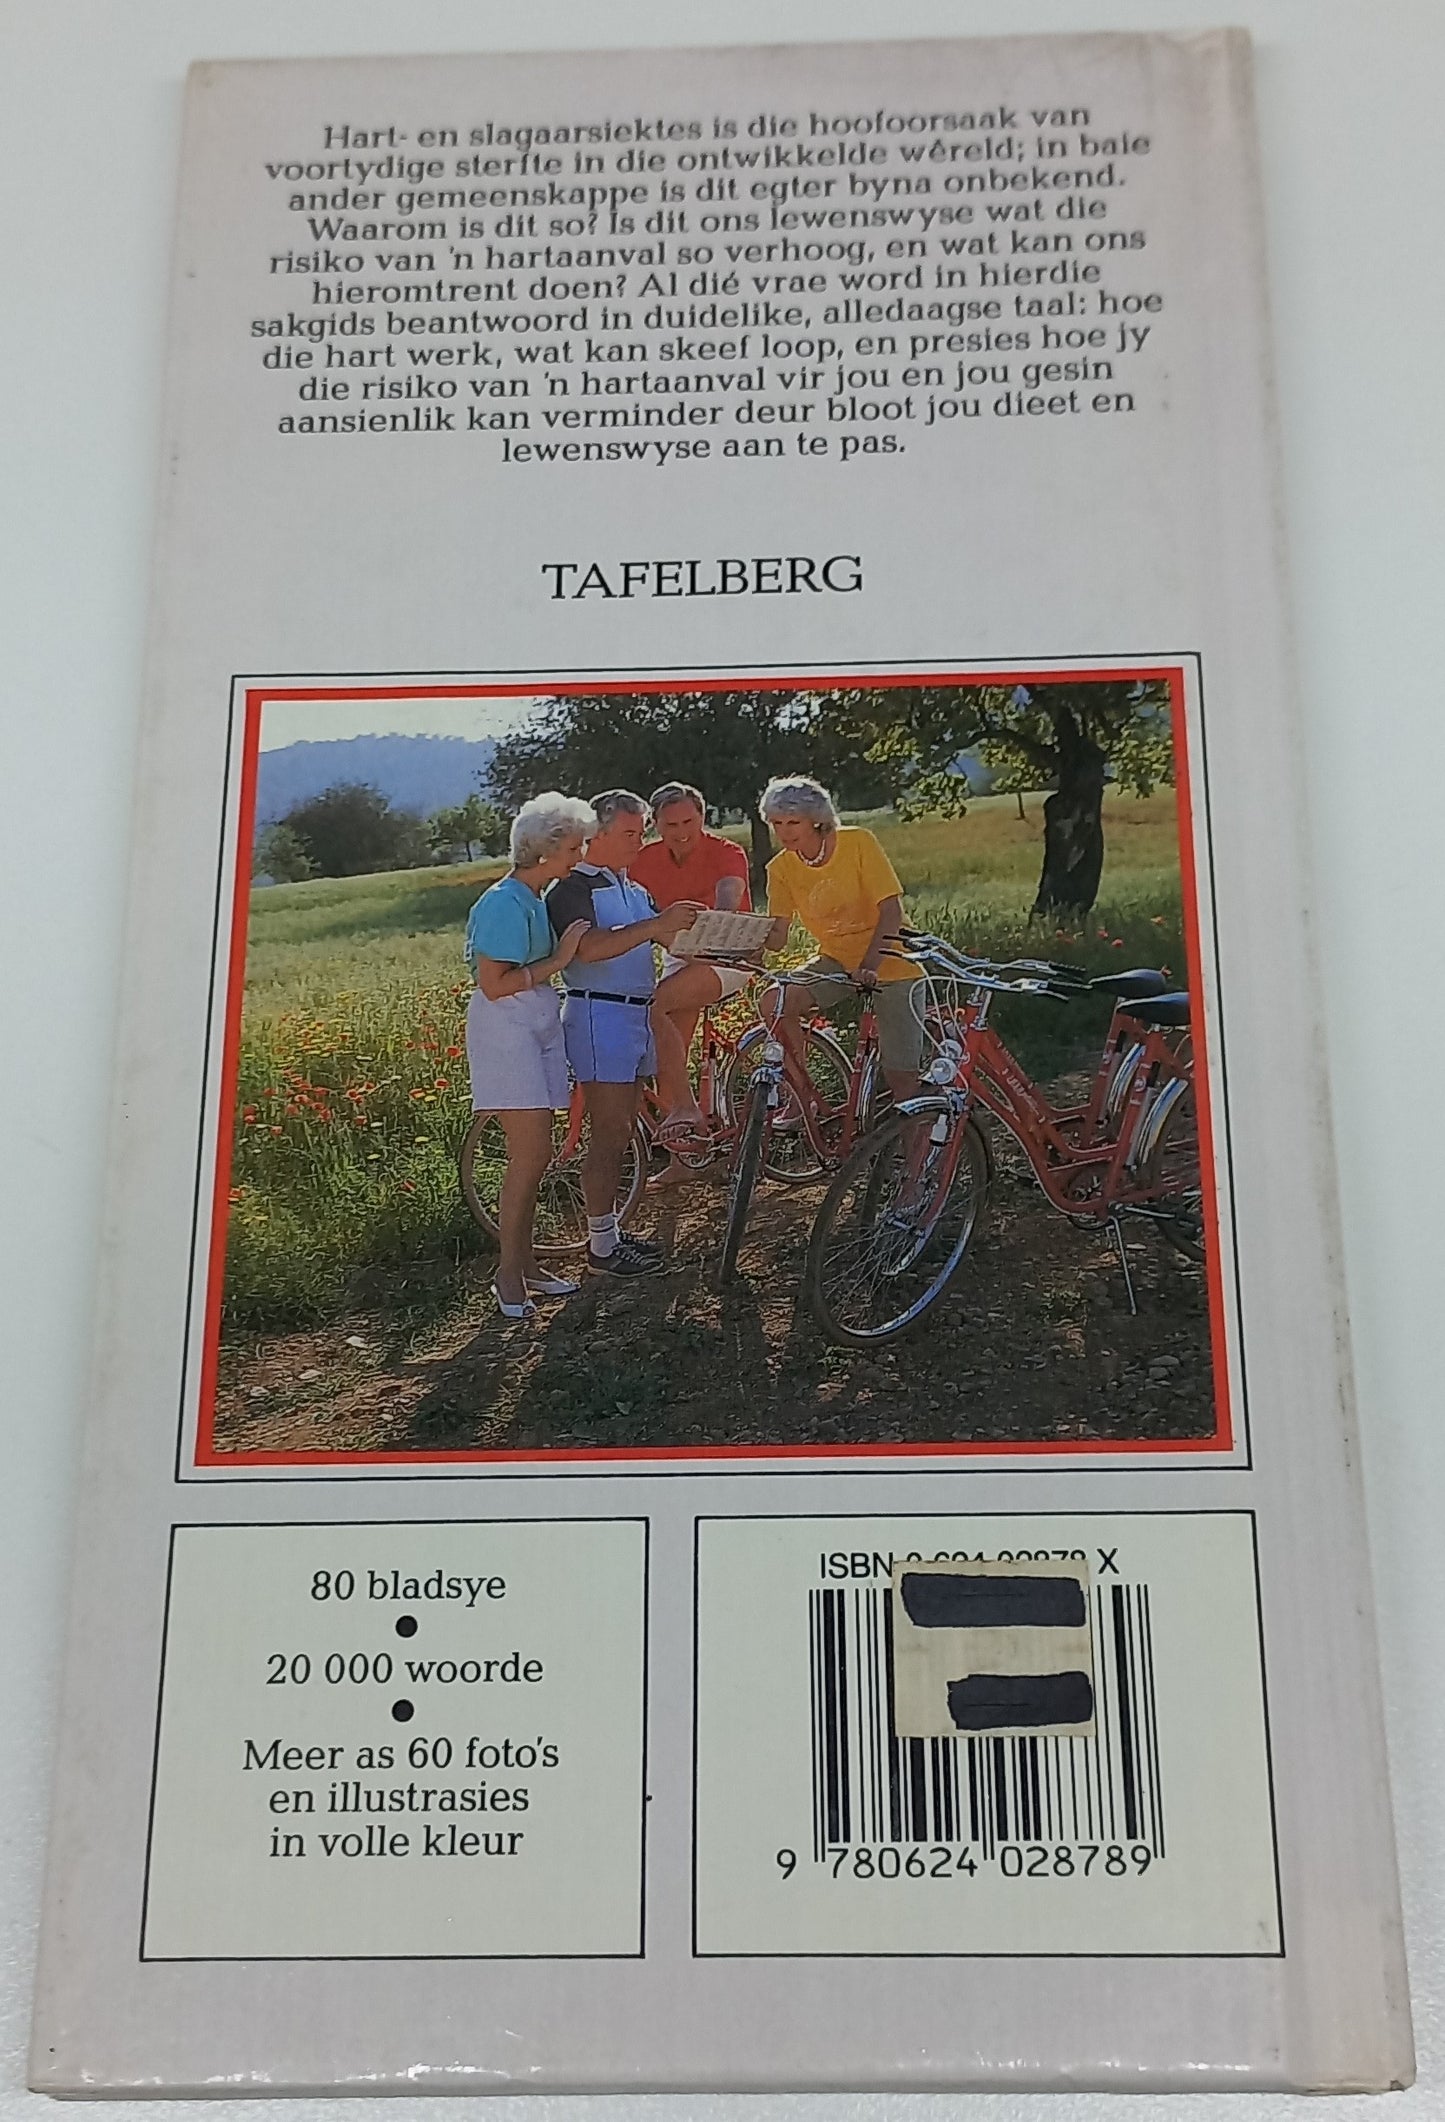 Hart- en slagaarsiektes is die hoofoorsaak van
voortydige sterfte in die ontwikkelde wêreld; in baie
ander gemeenskappe is dit egter byna onbekend.
Waarom is dit so? Is dit ons lewenswyse wat die
risiko van 'n hartaanval so verhoog, en wat kan ons
hieromtrent doen? Al dié vrae word in hierdie
sakgids beantwoord in duidelike, alledaagse taal: hoe
die hart werk, wat kan skeef loop, en presies hoe jy
die risiko van 'n hartaanval vir jou en jou gesin
aansienlik kan verminder deur bloot jou dieet en
lewenswyse aan te pas.
TAFELBERG
80 bladsye
20 000 woorde
Meer as 60 foto's
en illustrasies
in volle kleur
ISBN X
9 780624 028789